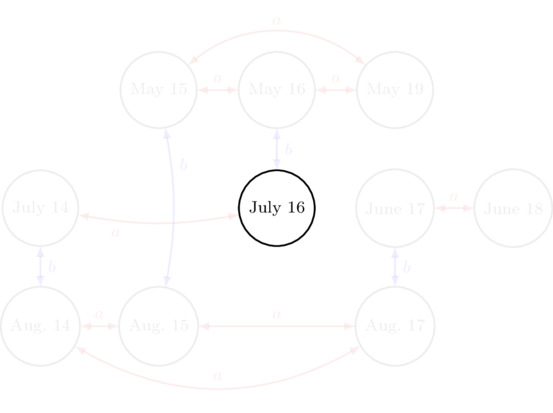 a
May 15 a May 16 a May 19
b b
July 14 July 16 June 17 a June 18
a
b b
Aug. 14 a Aug. 15 a Aug. 17
a